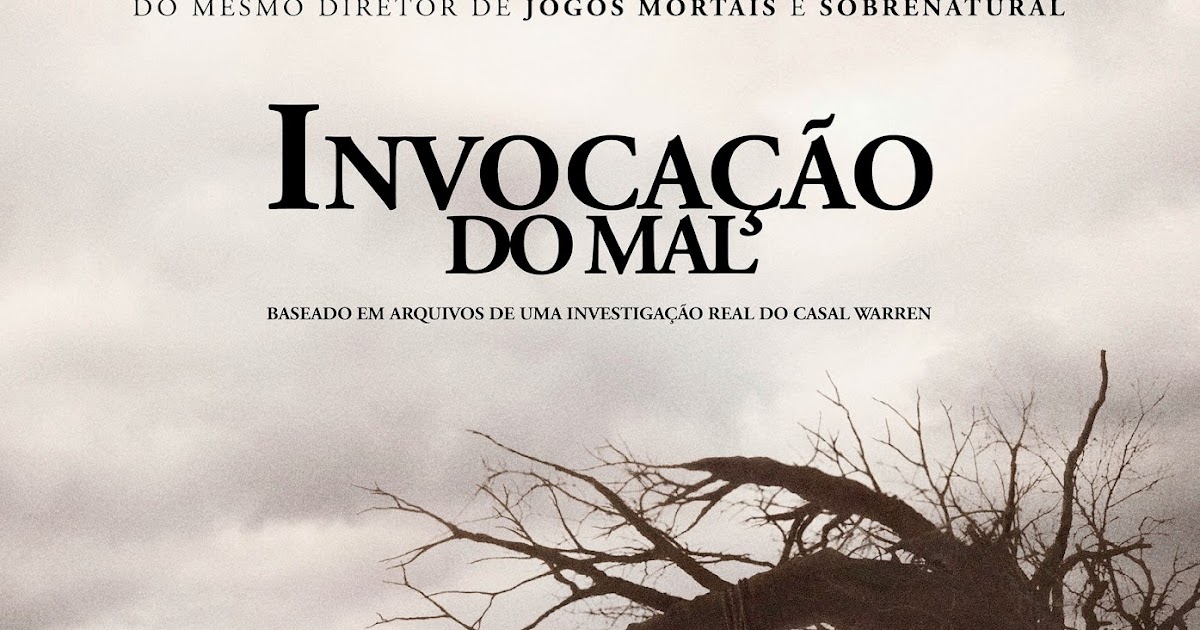 DO MESMO DIRETOR DE JOGOS MORTAIS E SOBRENATURAL
INVOCAÇÃO
DO MAL
BASEADO EM ARQUIVOS DE UMA INVESTIGAÇÃO REAL DO CASAL WARREN